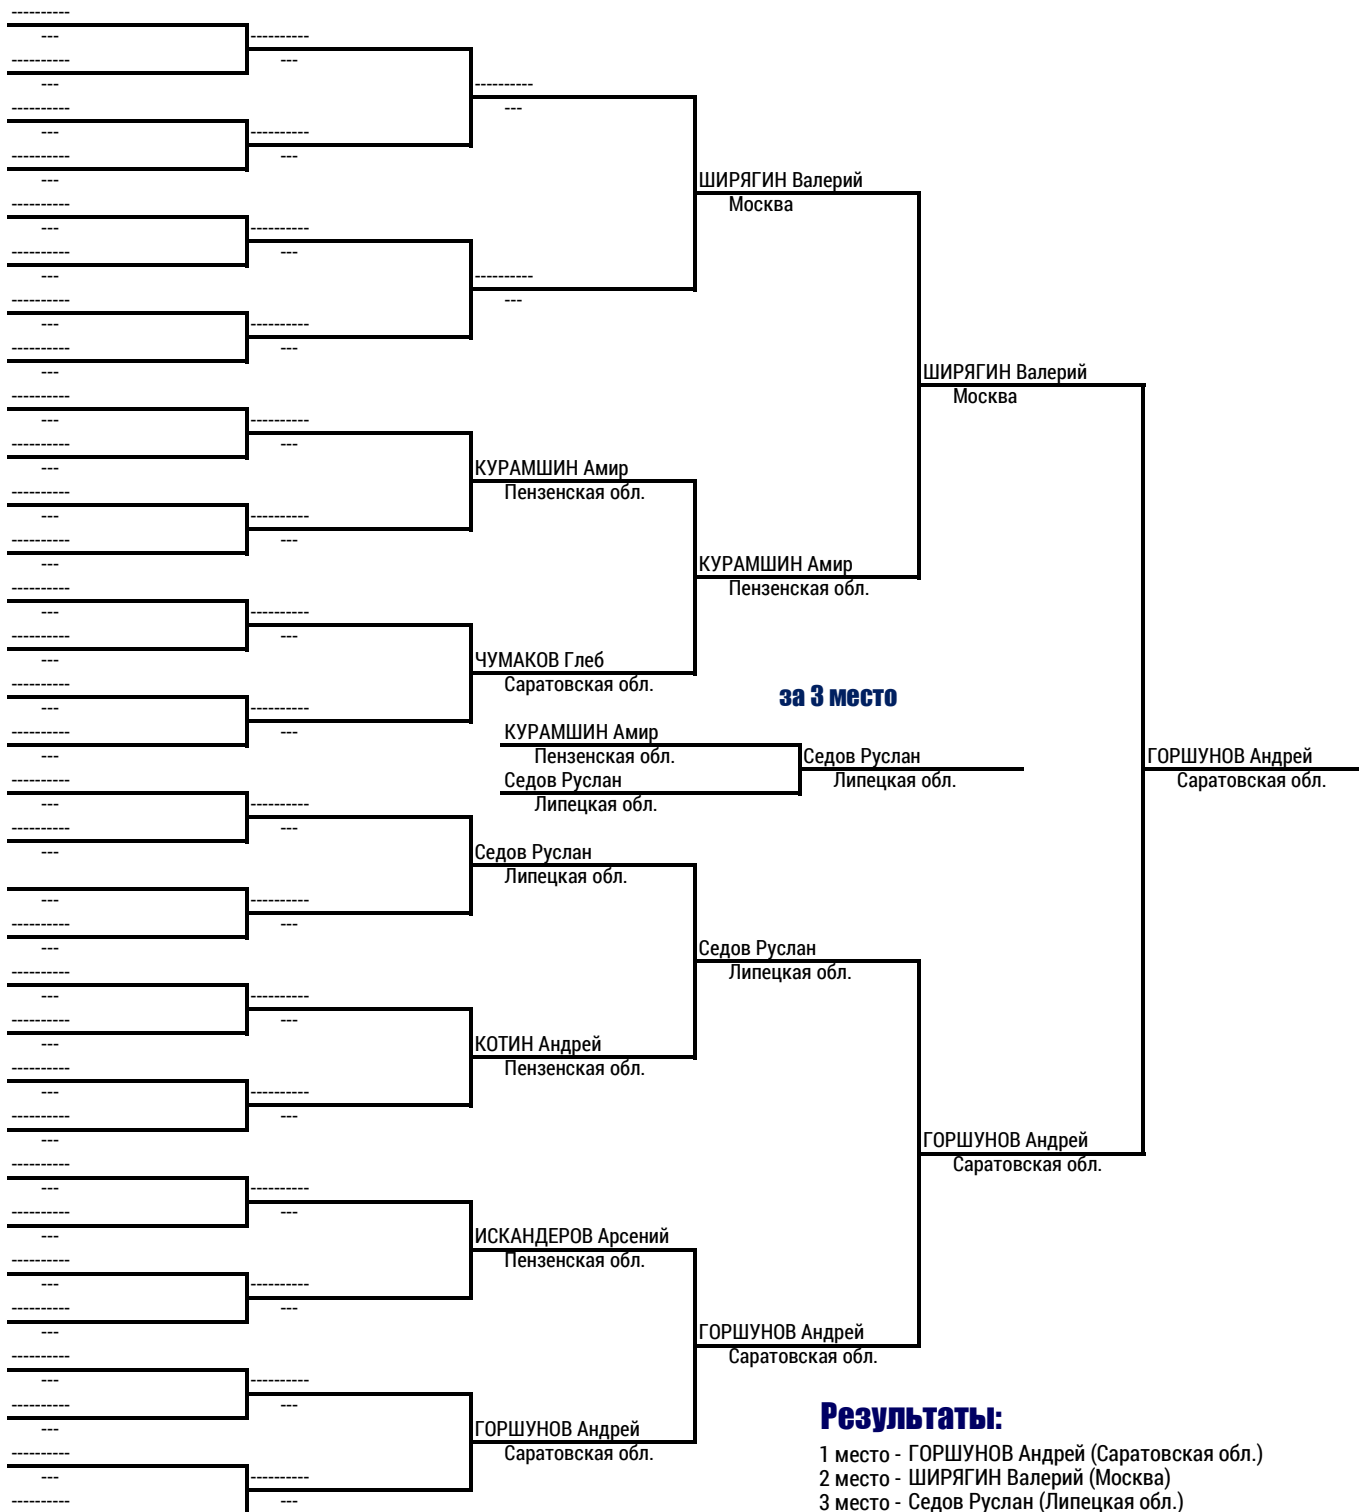 ----------
---
----------
---
----------
---
----------
---
----------
---
----------
---
----------
---
----------
---
----------
---
----------
---
----------
---
----------
---
----------
---
----------
---
----------
---
----------
---
----------
---
----------
---
---
----------
---
----------
---
----------
---
----------
---
----------
---
----------
---
----------
---
----------
---
----------
---
----------
---
----------
---
----------
---
----------
----------
---
----------
---
----------
---
----------
---
----------
---
----------
---
----------
---
----------
---
----------
---
----------
---
----------
---
----------
---
----------
---
----------
---
----------
---
----------
---
----------
---
----------
---
КУРАМШИН Амир
Пензенская обл.
ЧУМАКОВ Глеб
Саратовская обл.
Седов Руслан
Липецкая обл.
КОТИН Андрей
Пензенская обл.
ИСКАНДЕРОВ Арсений
Пензенская обл.
ГОРШУНОВ Андрей
Саратовская обл.
ШИРЯГИН Валерий
Москва
КУРАМШИН Амир
Пензенская обл.
Седов Руслан
Липецкая обл.
ГОРШУНОВ Андрей
Саратовская обл.
ШИРЯГИН Валерий
Москва
ГОРШУНОВ Андрей
Саратовская обл.
ГОРШУНОВ Андрей
Саратовская обл.
за 3 место
КУРАМШИН Амир
Пензенская обл.
Седов Руслан
Липецкая обл.
Седов Руслан
Липецкая обл.
Результаты:
1 место - ГОРШУНОВ Андрей (Саратовская обл.)
2 место - ШИРЯГИН Валерий (Москва)
3 место - Седов Руслан (Липецкая обл.)